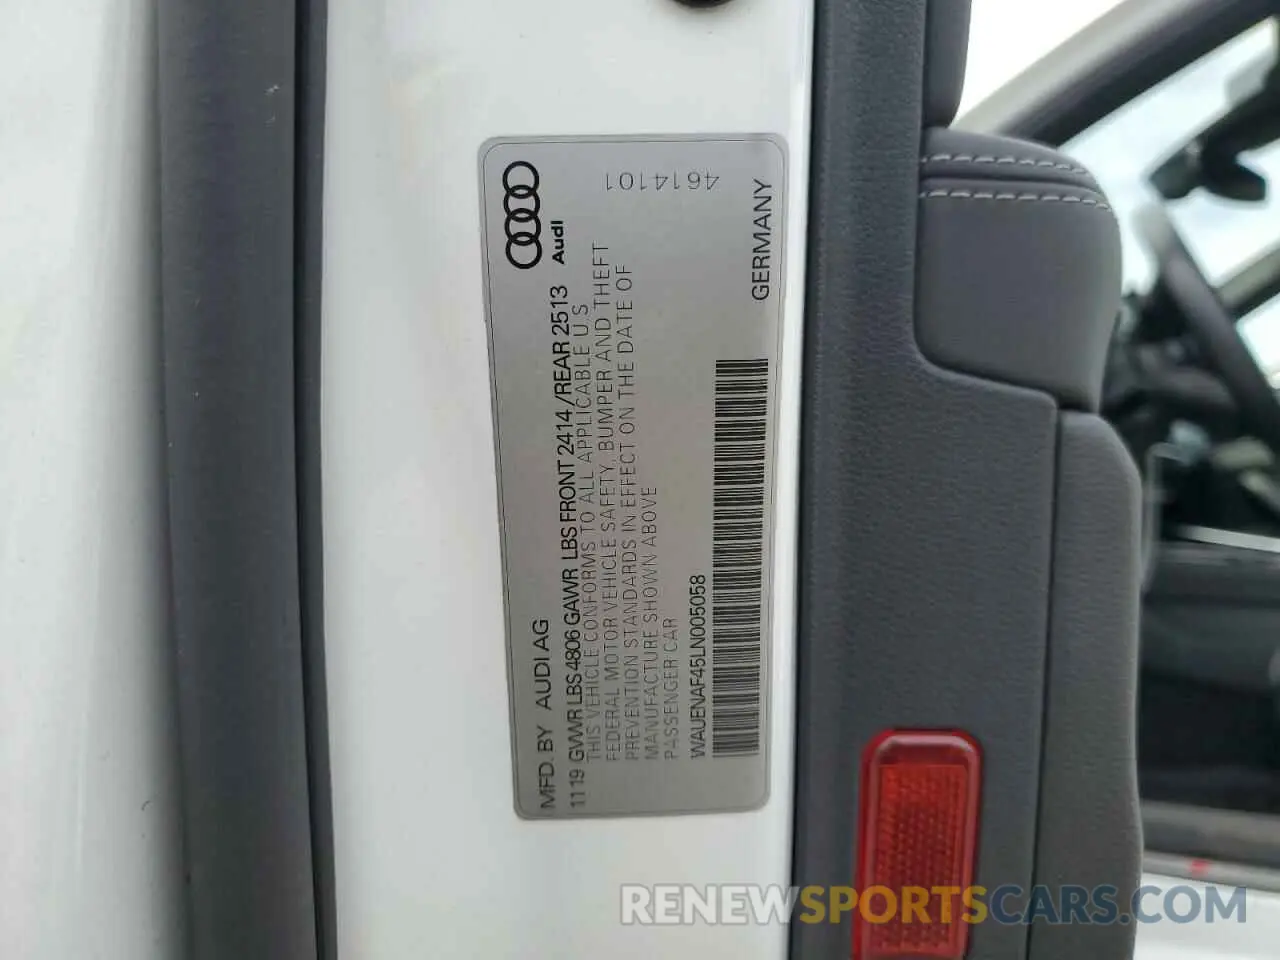 Audi
MFD. BY AUDI AG
11 19 GVWR LBS 4806 GAWR LBS FRONT 2414 / REAR 2513
THIS VEHICLE CONFORMS TO ALL APPLICABLE U.S
FEDERAL MOTOR VEHICLE SAFETY, BUMPER AND THEFT
PREVENTION STANDARDS IN EFFECT ON THE DATE OF
MANUFACTURE SHOWN ABOVE
PASSENGER CAR
WAUENAF45LN005058
GERMANY
4614101
RENEWSPORTSCARS.COM